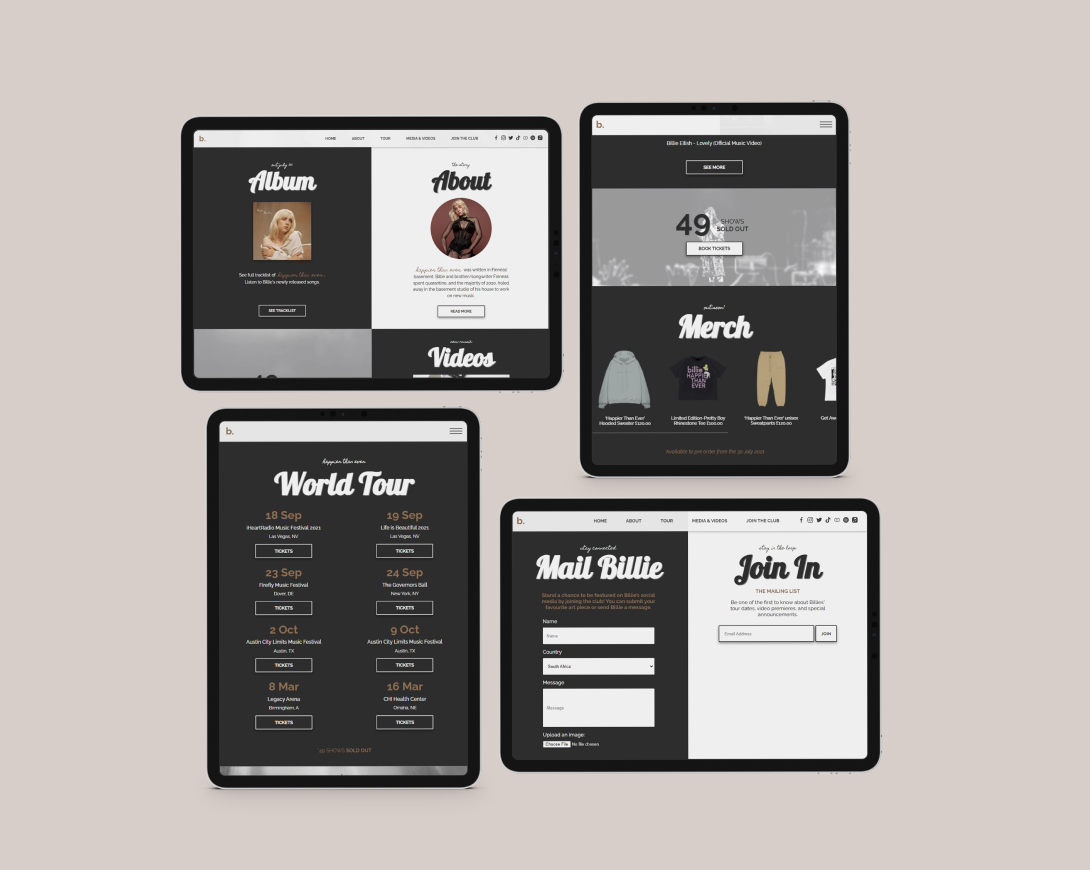 b.
HOME ABOUT TOUR MEDIA & VIDEOS JOIN THE CLUB
Album
See full tracklist of happier than ever.
Listen to Billie's newly released songs.
SEE TRACKLIST
the story
About
happier than ever, was written in Finneas'
basement. Billie and brother/songwriter Finneas
spent quarantine, and the majority of 2020, holed
away in the basement studio of his house to work
on new music.
READ MORE
Videos
b.
Billie Eilish - Lovely (Official Music Video)
SEE MORE
49 SHOWS
SOLD OUT
BOOK TICKETS
out soon!
Merch
billie
HAPPIER
THAN
EVER
'Happier Than Ever'
Hooded Sweater £120.00
Limited Edition-Pretty Boy
Rhinestone Tee £120.00
'Happier Than Ever' unisex
Sweatpants £120.00
Get Aw
Available to pre order from the 30 July 2021
b.
happier than ever
World Tour
18 Sep
iHeartRadio Music Festival 2021
Las Vegas, NV
TICKETS
19 Sep
Life is Beautiful 2021
Las Vegas, NV
TICKETS
23 Sep
Firefly Music Festival
Dover, DE
TICKETS
24 Sep
The Governors Ball
New York, NY
TICKETS
2 Oct
Austin City Limits Music Festival
Austin, TX
TICKETS
9 Oct
Austin City Limits Music Festival
Austin, TX
TICKETS
8 Mar
Legacy Arena
Birmingham, A
TICKETS
16 Mar
CHI Health Center
Omaha, NE
TICKETS
49 SHOWS SOLD OUT
b.
HOME ABOUT TOUR MEDIA & VIDEOS JOIN THE CLUB
stay connected
Mail Billie
Stand a chance to be featured on Billie's social
media by joining the club! You can submit your
favourite art piece or send Billie a message.
Name
Name
Country
South Africa
Message
Message
Upload an image:
Choose File No file chosen
stay in the loop
Join In
THE MAILING LIST
Be one of the first to know about Billies'
tour dates, video premieres, and special
announcements.
Email Address
JOIN